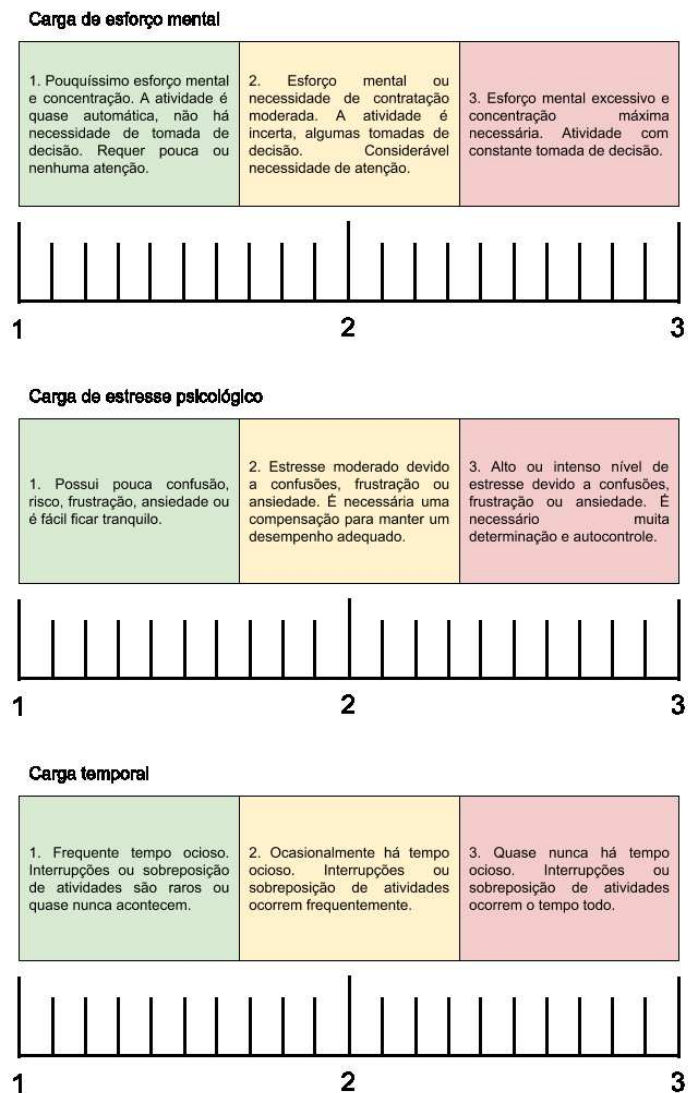 Carga de esforço mental
1. Pouquíssimo esforço mental
e concentração. A atividade é
quase automática, não há
necessidade de tomada de
decisão. Requer pouca ou
nenhuma atenção.
2. Esforço mental ou
necessidade de contratação
moderada. A atividade é
incerta, algumas tomadas de
decisão. Considerável
necessidade de atenção.
3. Esforço mental excessivo e
concentração máxima
necessária. Atividade com
constante tomada de decisão.
1 2 3
Carga de estresse psicológico
1. Possui pouca confusão,
risco, frustração, ansiedade ou
é fácil ficar tranquilo.
2. Estresse moderado devido
a confusões, frustração ou
ansiedade. É necessária uma
compensação para manter um
desempenho adequado.
3. Alto ou intenso nível de
estresse devido a confusões,
frustração ou ansiedade. É
necessário muita
determinação e autocontrole.
1 2 3
Carga temporal
1. Frequente tempo ocioso.
Interrupções ou sobreposição
de atividades são raros ou
quase nunca acontecem.
2. Ocasionalmente há tempo
ocioso. Interrupções ou
sobreposição de atividades
ocorrem frequentemente.
3. Quase nunca há tempo
ocioso. Interrupções ou
sobreposição de atividades
ocorrem o tempo todo.
1 2 3